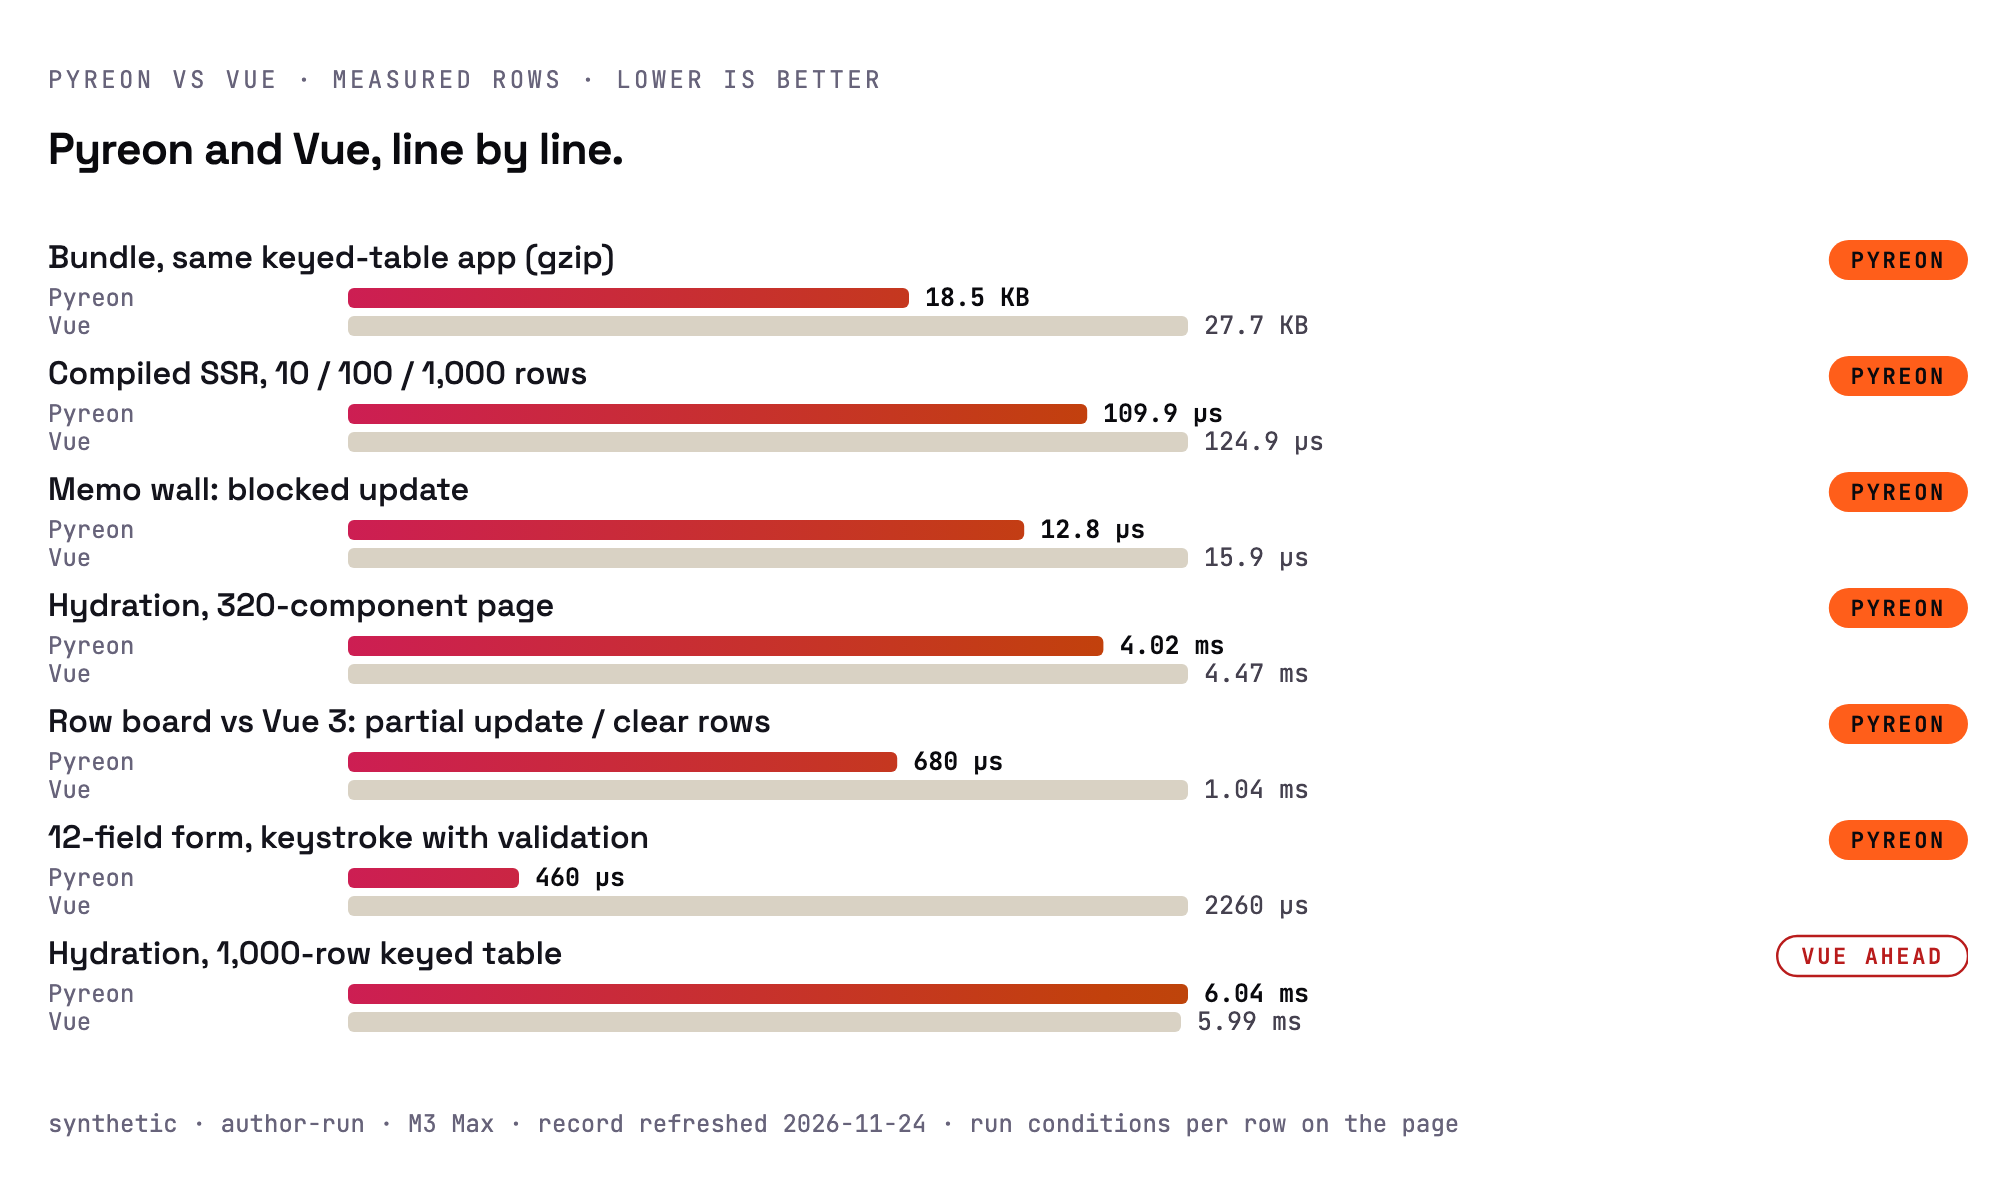 PYREON VS VUE · MEASURED ROWS · LOWER IS BETTER
Pyreon and Vue, line by line.
Bundle, same keyed-table app (gzip) PYREON
Pyreon 18.5 KB
Vue 27.7 KB
Compiled SSR, 10 / 100 / 1,000 rows PYREON
Pyreon 109.9 µs
Vue 124.9 µs
Memo wall: blocked update PYREON
Pyreon 12.8 µs
Vue 15.9 µs
Hydration, 320-component page PYREON
Pyreon 4.02 ms
Vue 4.47 ms
Row board vs Vue 3: partial update / clear rows PYREON
Pyreon 680 µs
Vue 1.04 ms
12-field form, keystroke with validation PYREON
Pyreon 460 µs
Vue 2260 µs
Hydration, 1,000-row keyed table VUE AHEAD
Pyreon 6.04 ms
Vue 5.99 ms
synthetic · author-run · M3 Max · record refreshed 2026-11-24 · run conditions per row on the page